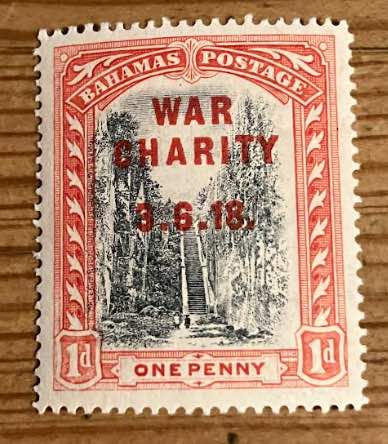 BAHAMAS POSTAGE
WAR
CHARITY
3.6.18.
1d
ONE PENNY
1d